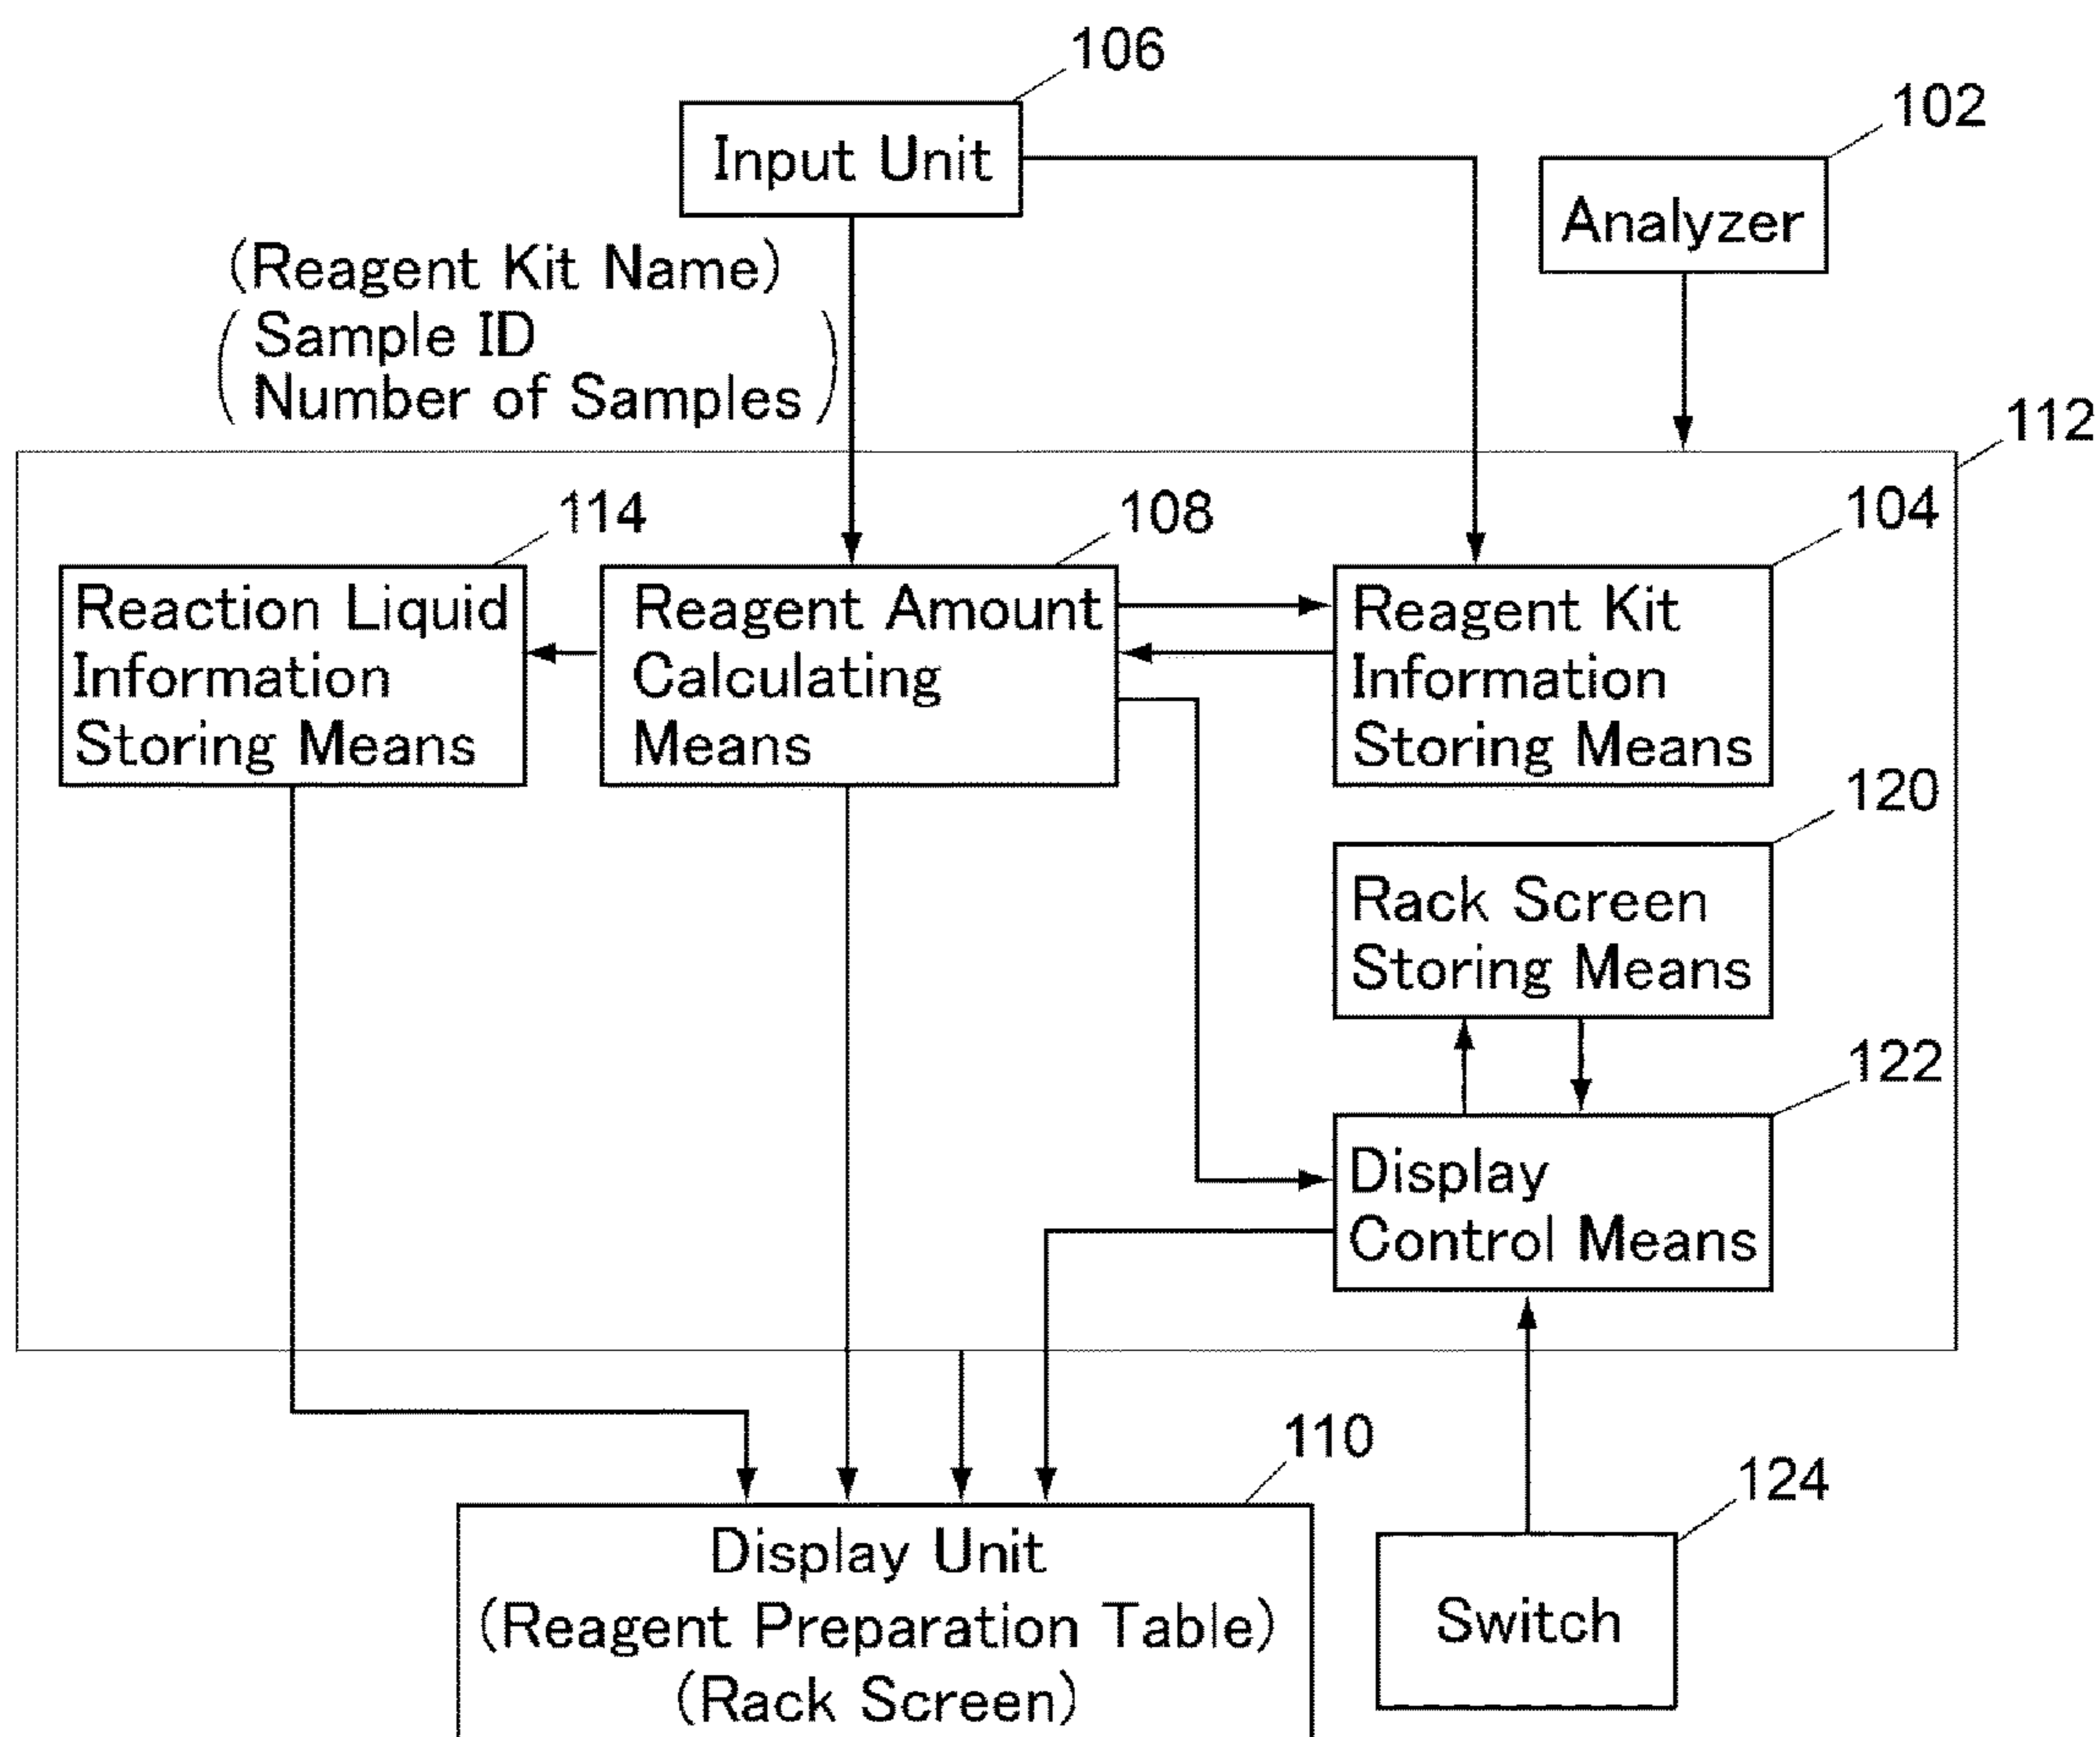 106
Input Unit
102
Analyzer
(Reagent Kit Name)
(Sample ID
Number of Samples)
112
114
108
104
Reaction Liquid
Information
Storing Means
Reagent Amount
Calculating
Means
Reagent Kit
Information
Storing Means
120
Rack Screen
Storing Means
122
Display
Control Means
110
Display Unit
(Reagent Preparation Table)
(Rack Screen)
124
Switch